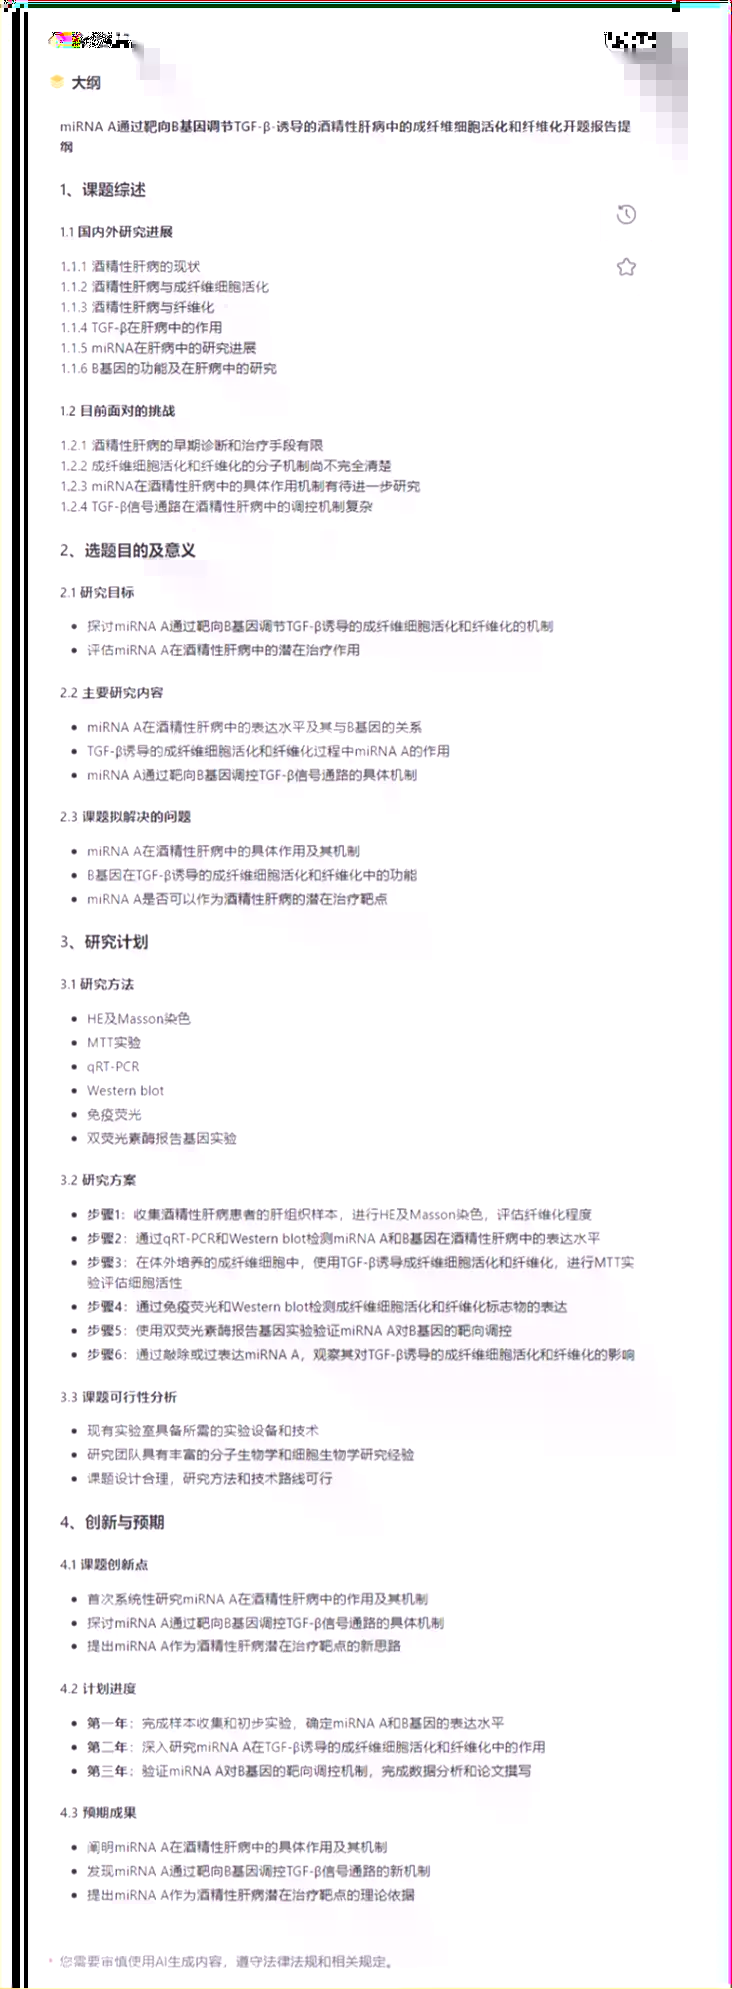 大纲
miRNA A通过靶向B基因调节TGF-β-诱导的酒精性肝病中的成纤维细胞活化和纤维化开题报告提
纲
1、课题综述
1.1 国内外研究进展
1.1.1 酒精性肝病的现状
1.1.2 酒精性肝病与成纤维细胞活化
1.1.3 酒精性肝病与纤维化
1.1.4 TGF-β在肝病中的作用
1.1.5 miRNA在肝病中的研究进展
1.1.6 B基因的功能及在肝病中的研究
1.2 目前面对的挑战
1.2.1 酒精性肝病的早期诊断和治疗手段有限
1.2.2 成纤维细胞活化和纤维化的分子机制尚不完全清楚
1.2.3 miRNA在酒精性肝病中的具体作用机制有待进一步研究
1.2.4 TGF-β信号通路在酒精性肝病中的调控机制复杂
2、选题目的及意义
2.1 研究目标
• 探讨miRNA A通过靶向B基因调节TGF-β诱导的成纤维细胞活化和纤维化的机制
• 评估miRNA A在酒精性肝病中的潜在治疗作用
2.2 主要研究内容
• miRNA A在酒精性肝病中的表达水平及其与B基因的关系
• TGF-β诱导的成纤维细胞活化和纤维化过程中miRNA A的作用
• miRNA A通过靶向B基因调控TGF-β信号通路的具体机制
2.3 课题拟解决的问题
• miRNA A在酒精性肝病中的具体作用及其机制
• B基因在TGF-β诱导的成纤维细胞活化和纤维化中的功能
• miRNA A是否可以作为酒精性肝病的潜在治疗靶点
3、研究计划
3.1 研究方法
• HE及Masson染色
• MTT实验
• qRT-PCR
• Western blot
• 免疫荧光
• 双荧光素酶报告基因实验
3.2 研究方案
• 步骤1：收集酒精性肝病患者的肝组织样本，进行HE及Masson染色，评估纤维化程度
• 步骤2：通过qRT-PCR和Western blot检测miRNA A和B基因在酒精性肝病中的表达水平
• 步骤3：在体外培养的成纤维细胞中，使用TGF-β诱导成纤维细胞活化和纤维化，进行MTT实
验评估细胞活性
• 步骤4：通过免疫荧光和Western blot检测成纤维细胞活化和纤维化标志物的表达
• 步骤5：使用双荧光素酶报告基因实验验证miRNA A对B基因的靶向调控
• 步骤6：通过敲除或过表达miRNA A，观察其对TGF-β诱导的成纤维细胞活化和纤维化的影响
3.3 课题可行性分析
• 现有实验室具备所需的实验设备和技术
• 研究团队具有丰富的分子生物学和细胞生物学研究经验
• 课题设计合理，研究方法和技术路线可行
4、创新与预期
4.1 课题创新点
• 首次系统性研究miRNA A在酒精性肝病中的作用及其机制
• 探讨miRNA A通过靶向B基因调控TGF-β信号通路的具体机制
• 提出miRNA A作为酒精性肝病潜在治疗靶点的新思路
4.2 计划进度
• 第一年：完成样本收集和初步实验，确定miRNA A和B基因的表达水平
• 第二年：深入研究miRNA A在TGF-β诱导的成纤维细胞活化和纤维化中的作用
• 第三年：验证miRNA A对B基因的靶向调控机制，完成数据分析和论文撰写
4.3 预期成果
• 阐明miRNA A在酒精性肝病中的具体作用及其机制
• 发现miRNA A通过靶向B基因调控TGF-β信号通路的新机制
• 提出miRNA A作为酒精性肝病潜在治疗靶点的理论依据
* 您需要审慎使用AI生成内容，遵守法律法规和相关规定。